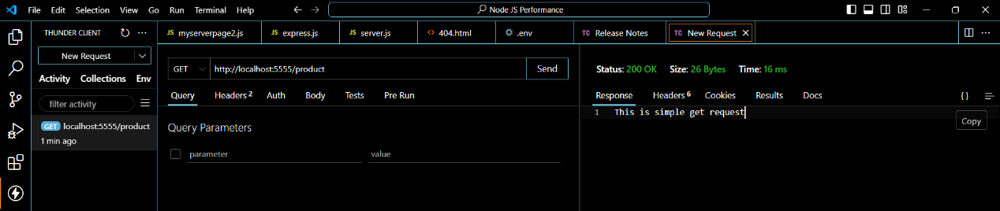 File Edit Selection View Go Run Terminal Help Node JS Performance
THUNDER CLIENT
JS myserverpage2.js JS express.js JS server.js <> 404.html .env TC Release Notes TC New Request
New Request
GET http://localhost:5555/product Send
Status: 200 OK Size: 26 Bytes Time: 16 ms
Activity Collections Env
Query Headers 2 Auth Body Tests Pre Run
Response Headers 6 Cookies Results Docs {}
filter activity
1 This is simple get request
Copy
GET localhost:5555/product
1 min ago
Query Parameters
parameter value